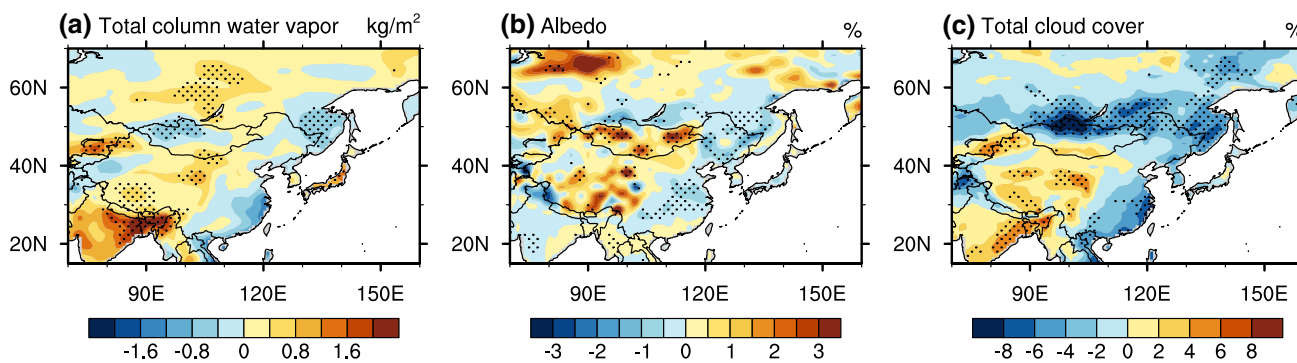 (a) Total column water vapor kg/m²
60N
40N
20N
90E 120E 150E
-1.6 -0.8 0 0.8 1.6
(b) Albedo %
60N
40N
20N
90E 120E 150E
-3 -2 -1 0 1 2 3
(c) Total cloud cover %
60N
40N
20N
90E 120E 150E
-8 -6 -4 -2 0 2 4 6 8